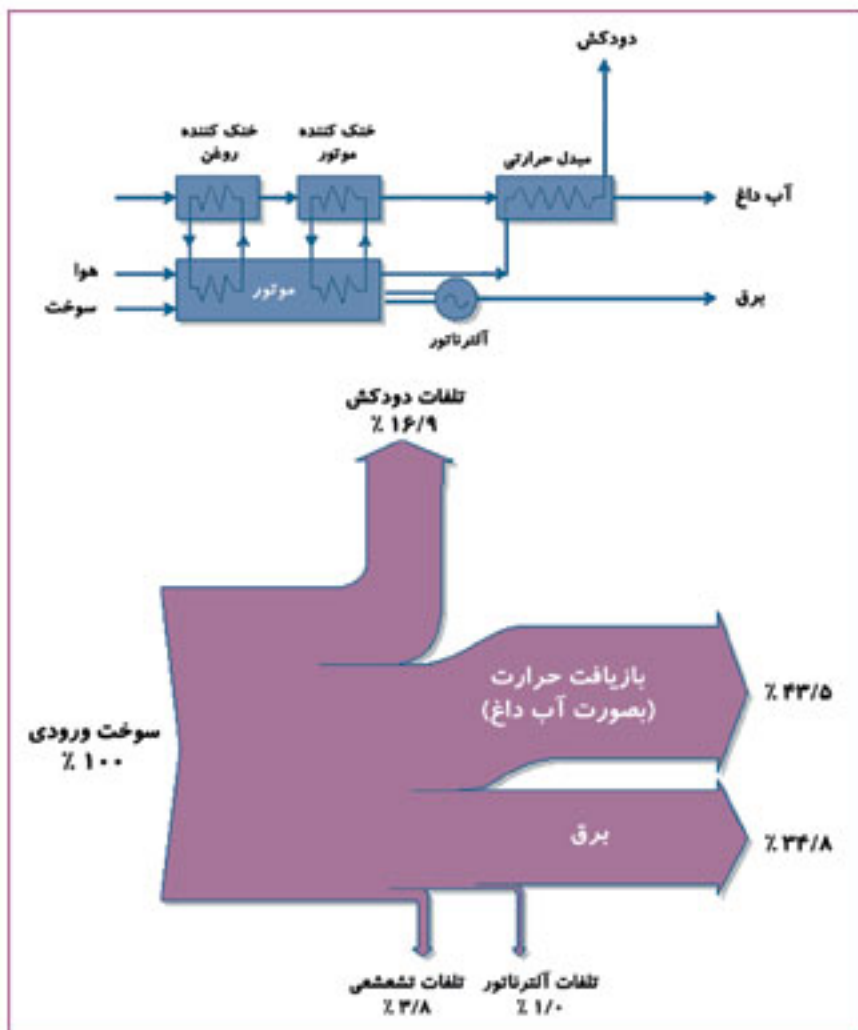 دودکش
خنک کننده
روغن
خنک کننده
موتور
مبدل حرارتی
آب داغ
هوا
موتور
سوخت
برق
آلترناتور
تلفات دودکش
٪ ۱۶/۹
بازیافت حرارت
(بصورت آب داغ)
٪ ۴۳/۵
سوخت ورودی
٪ ۱۰۰
برق
٪ ۳۴/۸
تلفات آلترناتور
٪ ۱/۰
تلفات تشعشعی
٪ ۳/۸